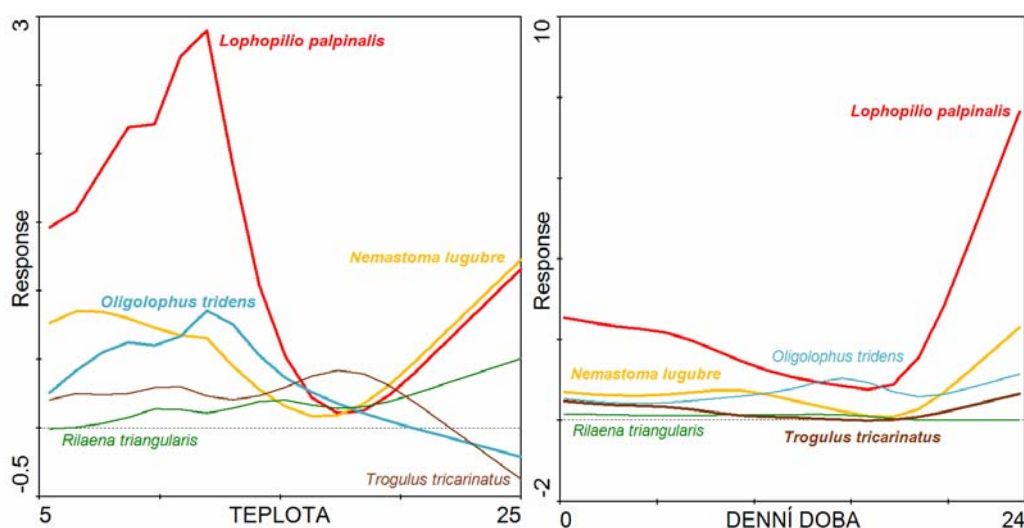 3
Response
-0.5
Lophopilio palpinalis
Nemastoma lugubre
Oligolophus tridens
Rilaena triangularis
Trogulus tricarinatus
5
TEPLOTA
25
10
Response
-2
Lophopilio palpinalis
Oligolophus tridens
Nemastoma lugubre
Rilaena triangularis
Trogulus tricarinatus
0
DENNÍ DOBA
24